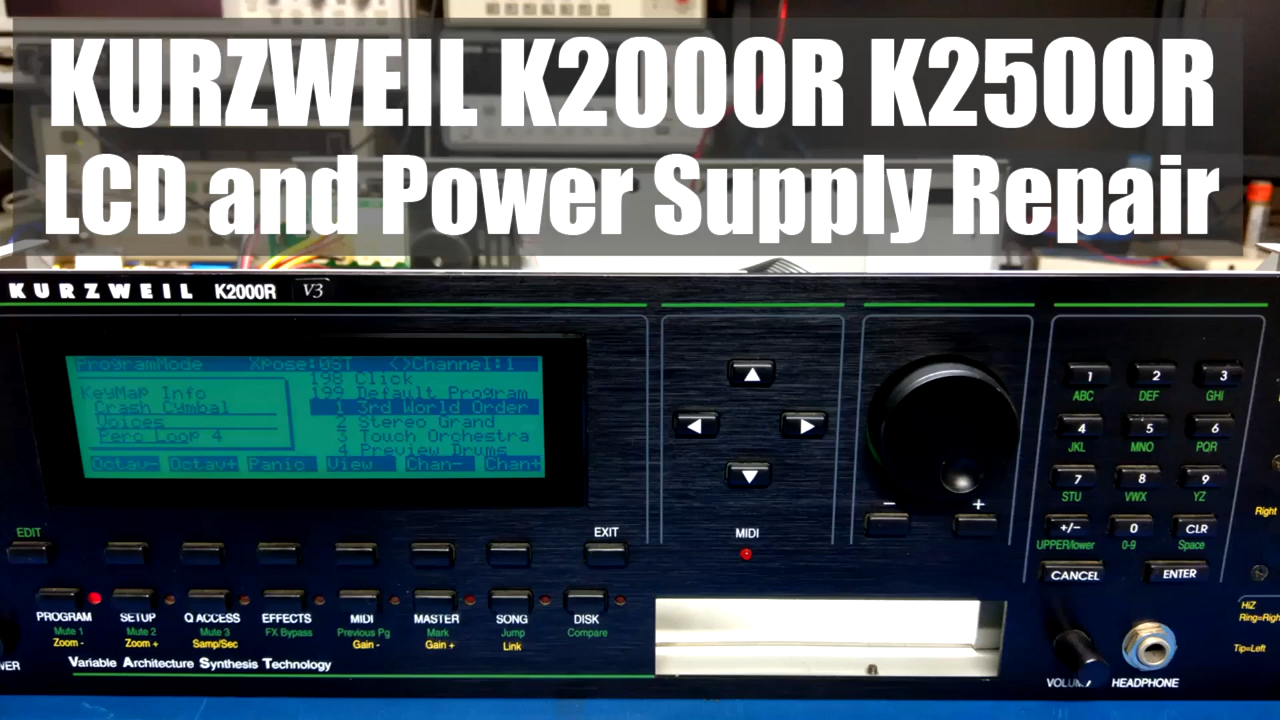 KURZWEIL K2000R K2500R
LCD and Power Supply Repair
KURZWEIL K2000R V3
ProgramMode Xpose:0ST <>Channel:1
198 Click
KeyMap Info
199 Default Program
Crash Cymbal
1 3rd World Order
Voices
2 Stereo Grand
Perc Loop 4
3 Touch Orchestra
4 Preview Drums
Octav- Octav+ Panic View Chan- Chan+
1 2 3
ABC DEF GHI
4 5 6
JKL MNO PQR
7 8 9
STU VWX YZ
+/- 0 CLR
UPPER/lower 0-9 Space
CANCEL ENTER
- +
MIDI
EDIT
EXIT
PROGRAM SETUP Q ACCESS EFFECTS MIDI MASTER SONG DISK
Mute 1 Mute 2 Mute 3 FX Bypass Previous Pg Mark Jump Compare
Zoom - Zoom + Samp/Sec Gain - Gain + Link
Variable Architecture Synthesis Technology
HEADPHONE
Right
HiZ
Tip=Left